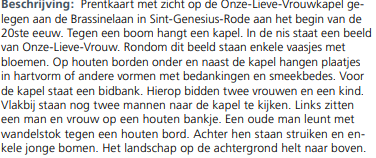 Beschrijving: Prentkaart met zicht op de Onze-Lieve-Vrouwkapel ge-
legen aan de Brassinelaan in Sint-Genesius-Rode aan het begin van de
20ste eeuw. Tegen een boom hangt een kapel. In de nis staat een beeld
van Onze-Lieve-Vrouw. Rondom dit beeld staan enkele vaasjes met
bloemen. Op houten borden onder en naast de kapel hangen plaatjes
in hartvorm of andere vormen met bedankingen en smeekbedes. Voor
de kapel staat een bidbank. Hierop bidden twee vrouwen en een kind.
Vlakbij staan nog twee mannen naar de kapel te kijken. Links zitten
een man en vrouw op een houten bankje. Een oude man leunt met
wandelstok tegen een houten bord. Achter hen staan struiken en en-
kele jonge bomen. Het landschap op de achtergrond helt naar boven.